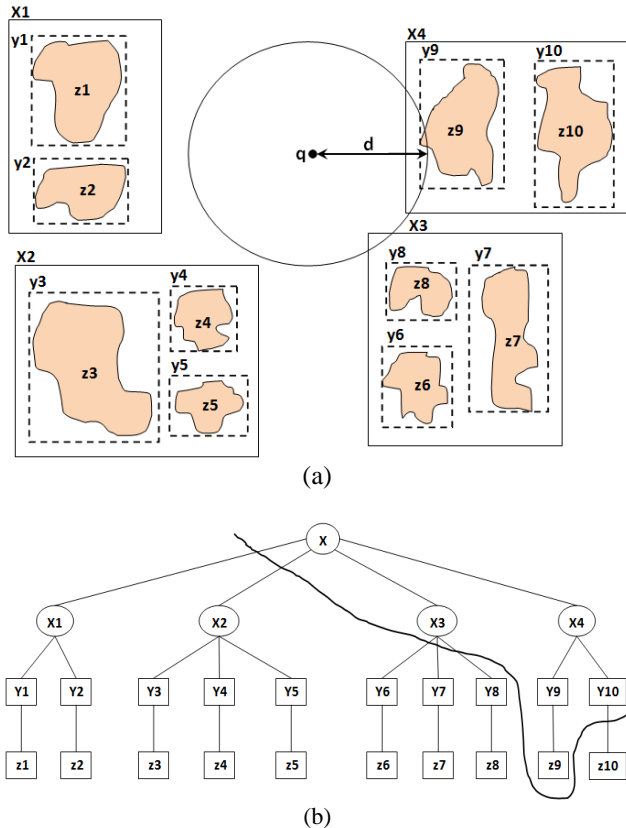 X1
y1
z1
y2
z2
q
d
X4
y9
z9
y10
z10
X2
y3
z3
y4
z4
y5
z5
X3
y8
z8
y7
z7
y6
z6
(a)
X
X1 X2 X3 X4
Y1 Y2 Y3 Y4 Y5 Y6 Y7 Y8 Y9 Y10
z1 z2 z3 z4 z5 z6 z7 z8 z9 z10
(b)